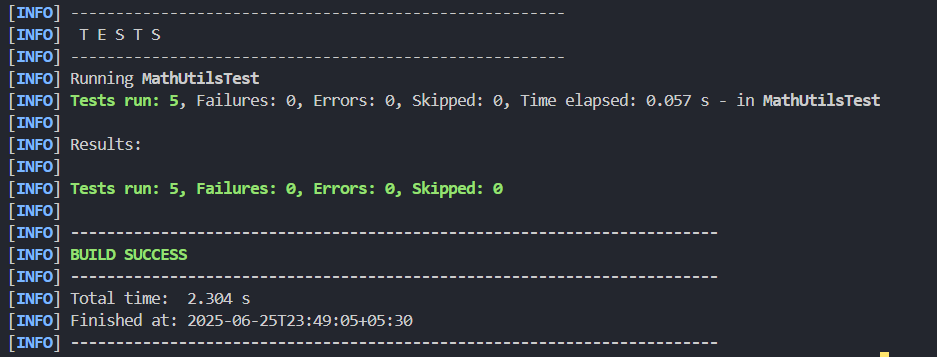 [INFO] -------------------------------------------------------
[INFO]  T E S T S
[INFO] -------------------------------------------------------
[INFO] Running MathUtilsTest
[INFO] Tests run: 5, Failures: 0, Errors: 0, Skipped: 0, Time elapsed: 0.057 s - in MathUtilsTest
[INFO]
[INFO] Results:
[INFO]
[INFO] Tests run: 5, Failures: 0, Errors: 0, Skipped: 0
[INFO]
[INFO] ------------------------------------------------------------------------
[INFO] BUILD SUCCESS
[INFO] ------------------------------------------------------------------------
[INFO] Total time:  2.304 s
[INFO] Finished at: 2025-06-25T23:49:05+05:30
[INFO] ------------------------------------------------------------------------